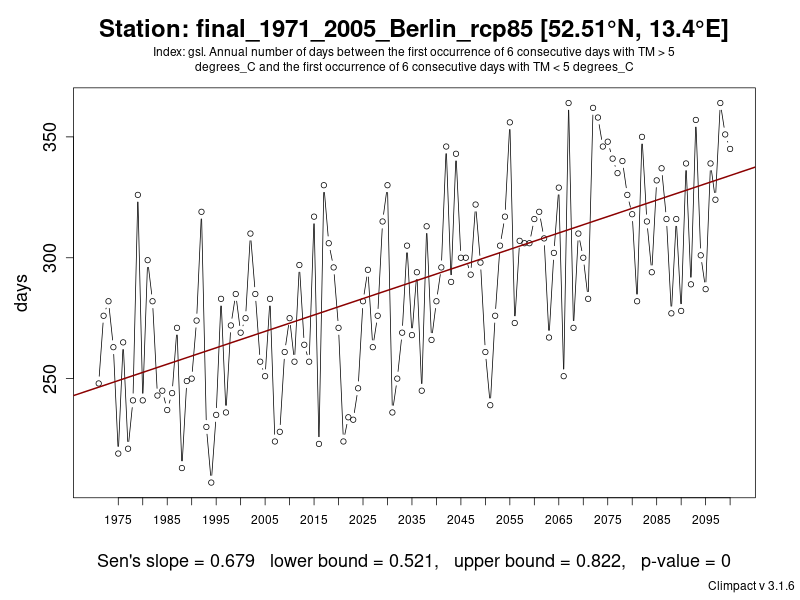 Station: final_1971_2005_Berlin_rcp85 [52.51°N, 13.4°E]
Index: gsl. Annual number of days between the first occurrence of 6 consecutive days with TM > 5
degrees_C and the first occurrence of 6 consecutive days with TM < 5 degrees_C
350
300
250
days
1975 1985 1995 2005 2015 2025 2035 2045 2055 2065 2075 2085 2095
Sen's slope = 0.679 lower bound = 0.521, upper bound = 0.822, p-value = 0
Climpact v 3.1.6